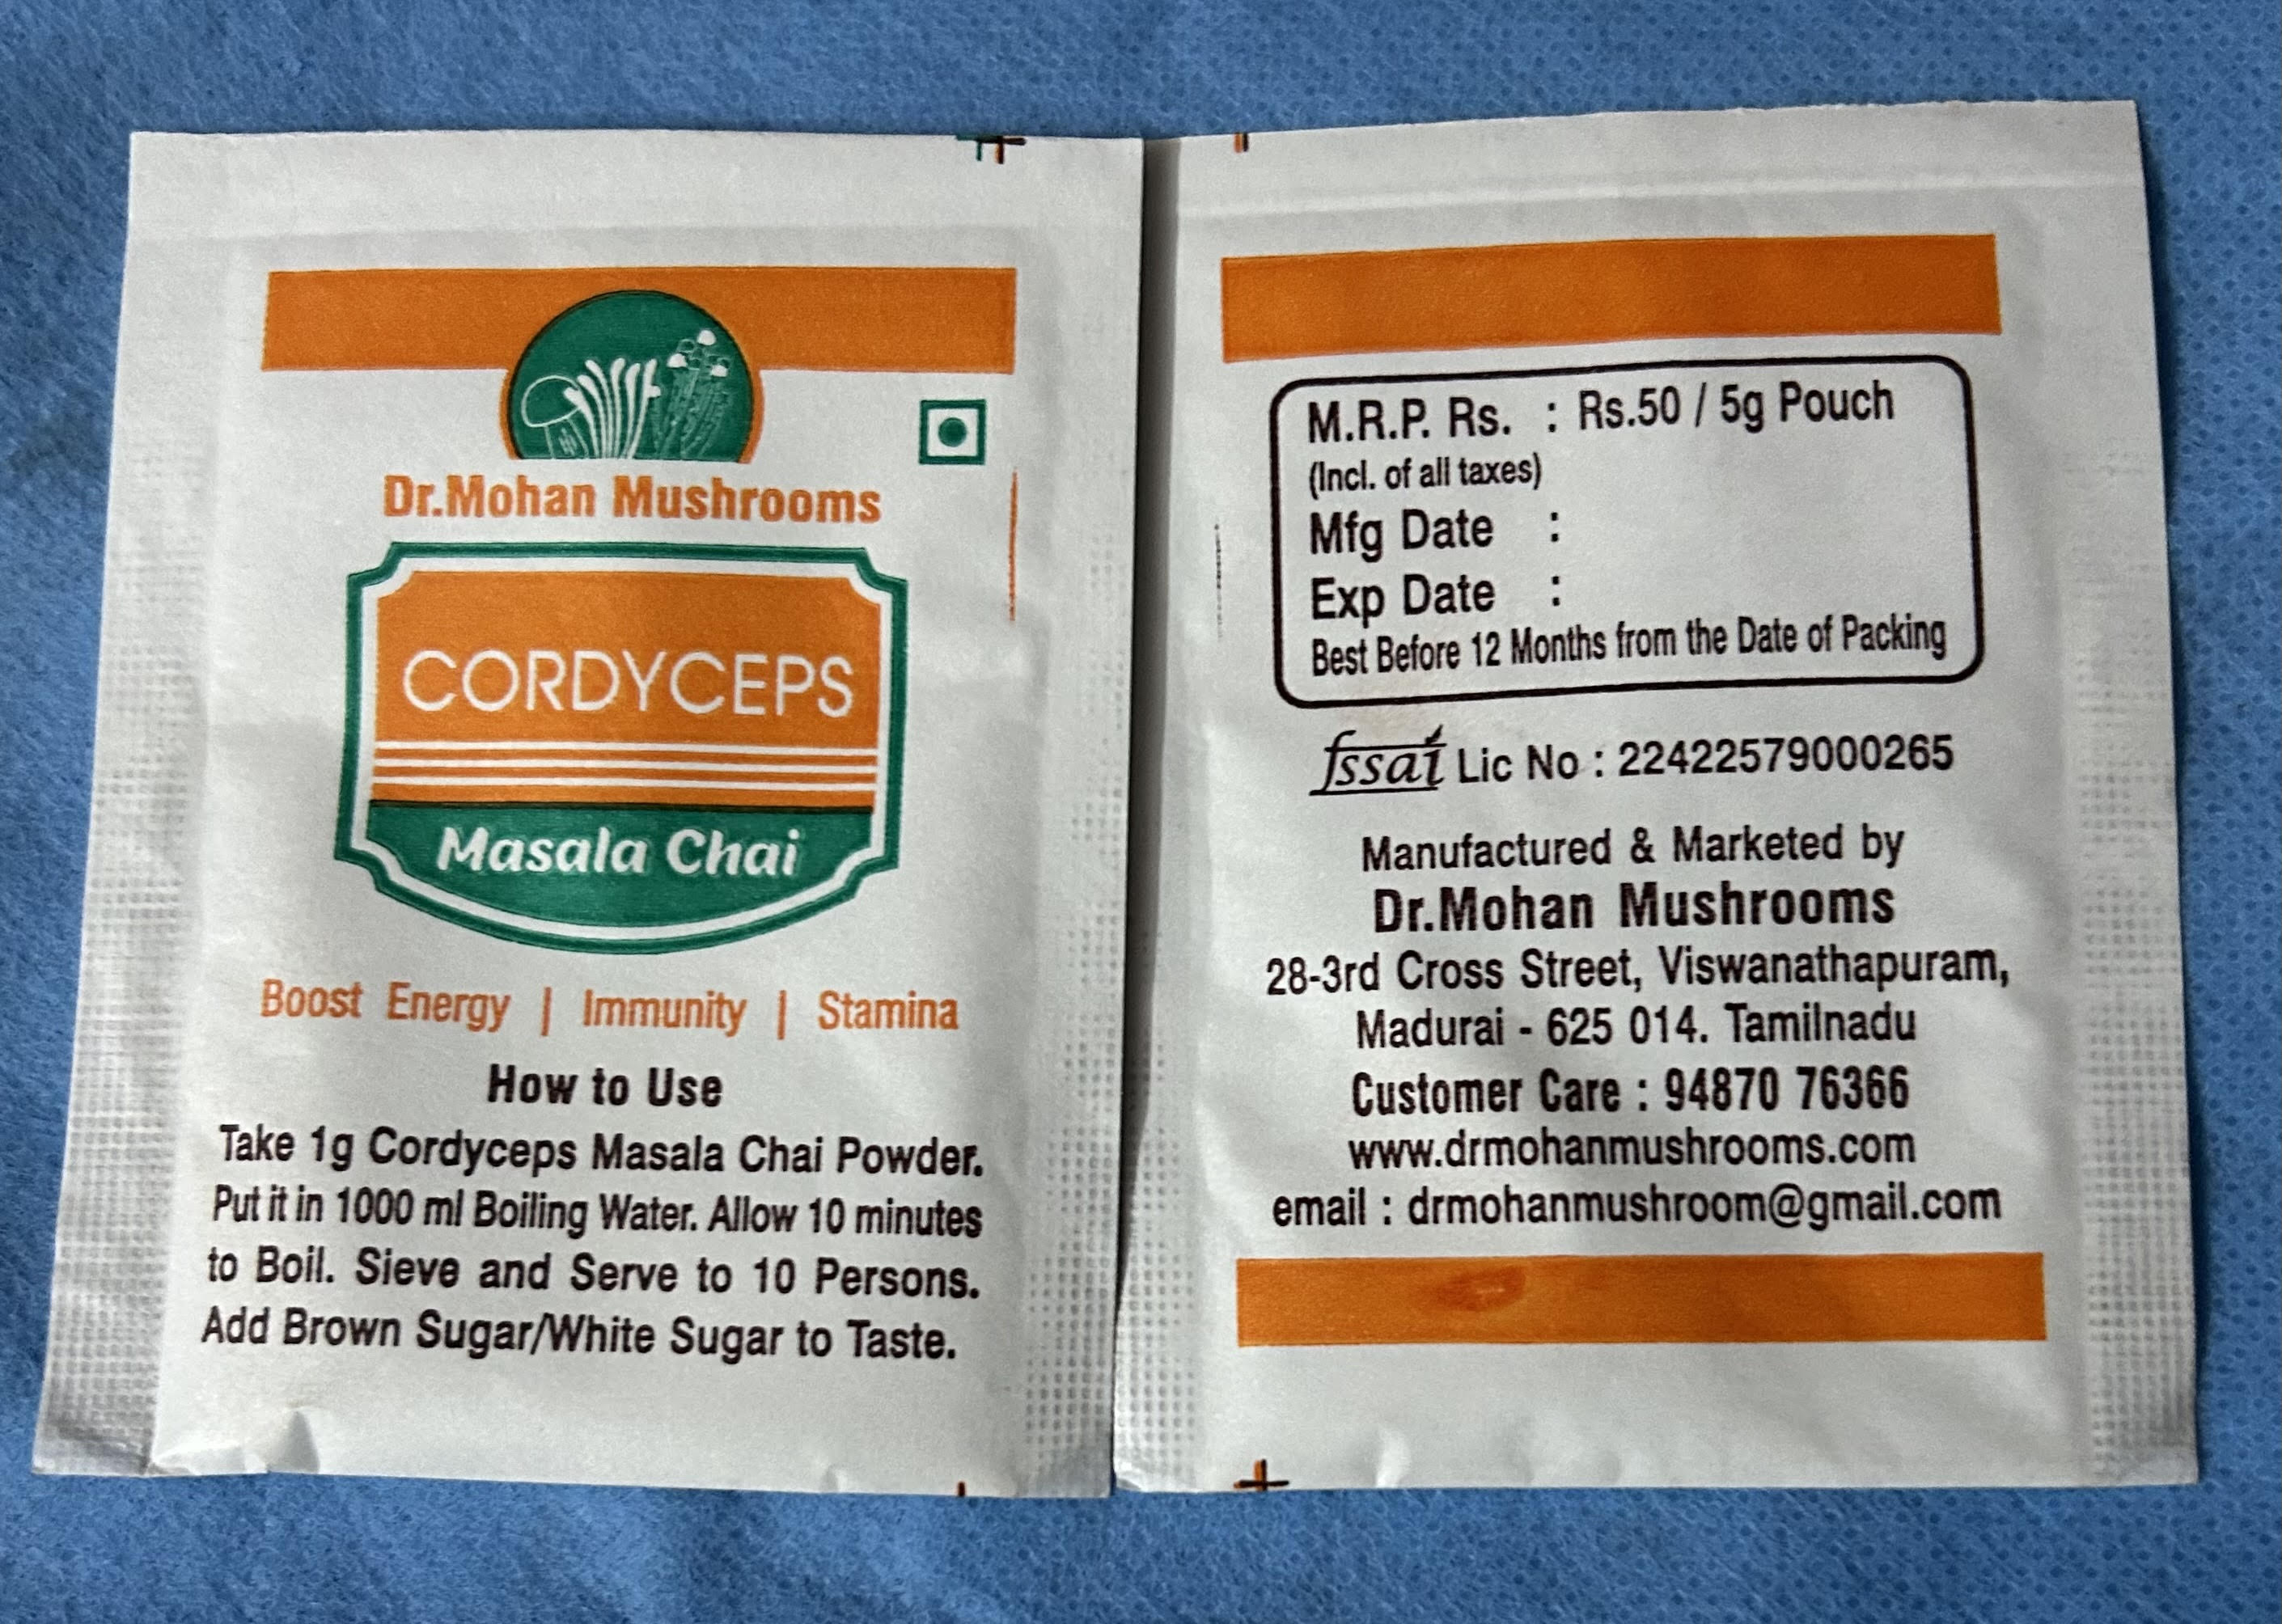 Dr.Mohan Mushrooms
CORDYCEPS
Masala Chai
Boost Energy | Immunity | Stamina
How to Use
Take 1g Cordyceps Masala Chai Powder.
Put it in 1000 ml Boiling Water. Allow 10 minutes
to Boil. Sieve and Serve to 10 Persons.
Add Brown Sugar/White Sugar to Taste.
M.R.P. Rs. : Rs.50 / 5g Pouch
(Incl. of all taxes)
Mfg Date :
Exp Date :
Best Before 12 Months from the Date of Packing
fssai Lic No : 22422579000265
Manufactured & Marketed by
Dr.Mohan Mushrooms
28-3rd Cross Street, Viswanathapuram,
Madurai - 625 014. Tamilnadu
Customer Care : 94870 76366
www.drmohanmushrooms.com
email : drmohanmushroom@gmail.com